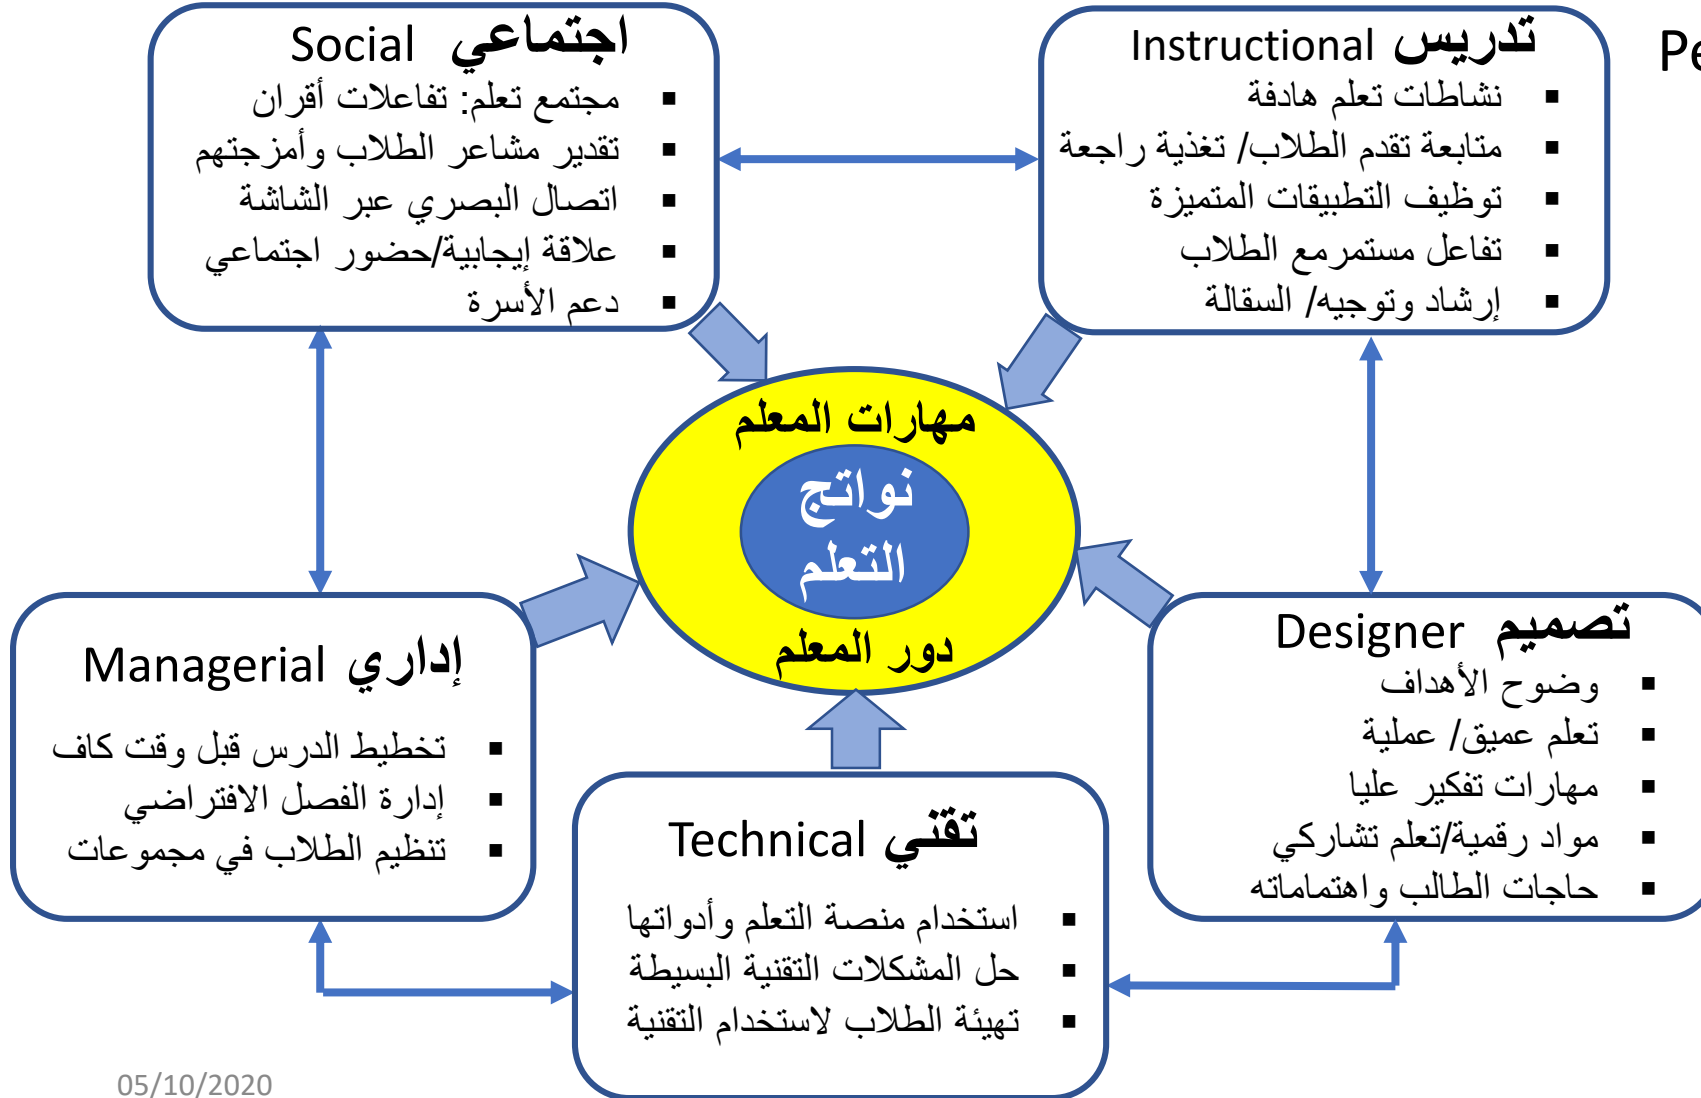 اجتماعي Social
▪ مجتمع تعلم: تفاعلات أقران
▪ تقدير مشاعر الطلاب وأمزجتهم
▪ اتصال البصري عبر الشاشة
▪ علاقة إيجابية/حضور اجتماعي
▪ دعم الأسرة
تدريس Instructional
▪ نشاطات تعلم هادفة
▪ متابعة تقدم الطلاب/ تغذية راجعة
▪ توظيف التطبيقات المتميزة
▪ تفاعل مستمرمع الطلاب
▪ إرشاد وتوجيه/ السقالة
Pe
مهارات المعلم
نواتج
التعلم
دور المعلم
إداري Managerial
▪ تخطيط الدرس قبل وقت كاف
▪ إدارة الفصل الافتراضي
▪ تنظيم الطلاب في مجموعات
تقني Technical
▪ استخدام منصة التعلم وأدواتها
▪ حل المشكلات التقنية البسيطة
▪ تهيئة الطلاب لاستخدام التقنية
تصميم Designer
▪ وضوح الأهداف
▪ تعلم عميق/ عملية
▪ مهارات تفكير عليا
▪ مواد رقمية/تعلم تشاركي
▪ حاجات الطالب واهتماماته
05/10/2020